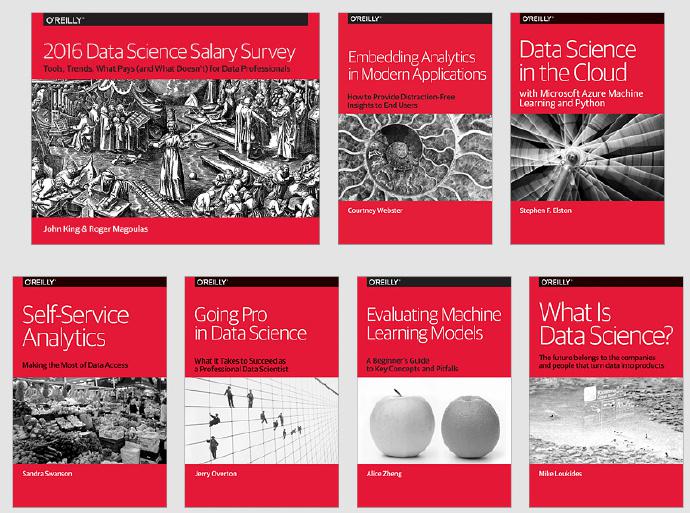 O'REILLY®
2016 Data Science Salary Survey
Tools, Trends, What Pays (and What Doesn't) for Data Professionals
John King & Roger Magoulas
O'REILLY®
Embedding Analytics
in Modern Applications
How to Provide Distraction-Free
Insights to End Users
Courtney Webster
O'REILLY®
Data Science
in the Cloud
with Microsoft Azure Machine
Learning and Python
Stephen F. Elston
O'REILLY®
Self-Service
Analytics
Making the Most of Data Access
Sandra Swanson
O'REILLY®
Going Pro
in Data Science
What It Takes to Succeed as
a Professional Data Scientist
Jerry Overton
O'REILLY®
Evaluating Machine
Learning Models
A Beginner's Guide
to Key Concepts and Pitfalls
Alice Zheng
O'REILLY®
What Is
Data Science?
The future belongs to the companies
and people that turn data into products
Mike Loukides